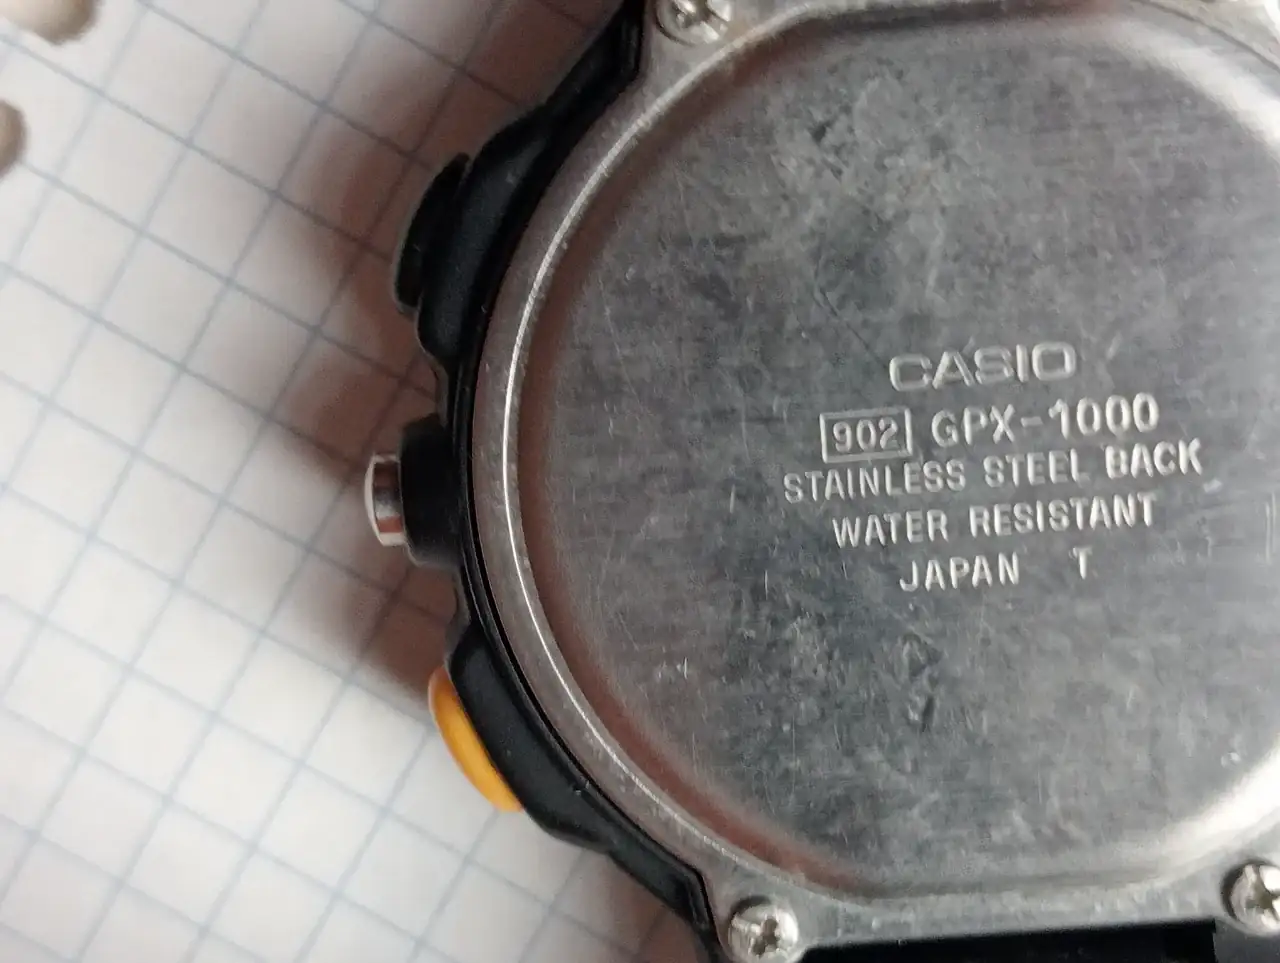 CASIO
902 GPX-1000
STAINLESS STEEL BACK
WATER RESISTANT
JAPAN T